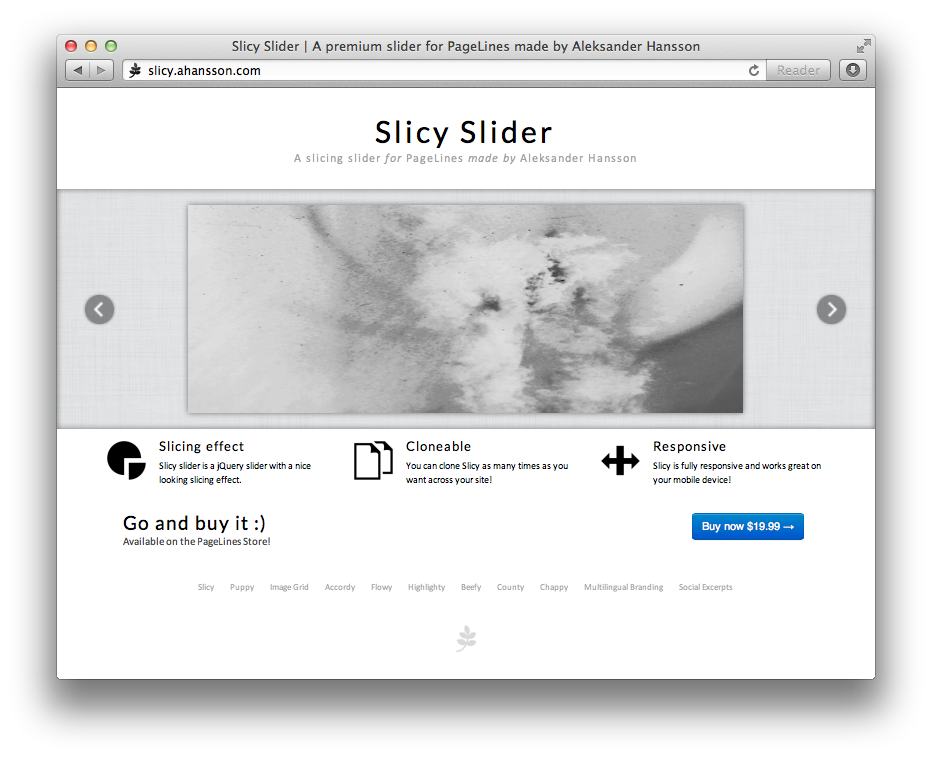 Slicy Slider | A premium slider for PageLines made by Aleksander Hansson
slicy.ahansson.com
Reader
Slicy Slider
A slicing slider for PageLines made by Aleksander Hansson
Slicing effect
Slicy slider is a jQuery slider with a nice
looking slicing effect.
Cloneable
You can clone Slicy as many times as you
want across your site!
Responsive
Slicy is fully responsive and works great on
your mobile device!
Go and buy it :)
Available on the PageLines Store!
Buy now $19.99 →
Slicy Puppy Image Grid Accordy Flowy Highlighty Beefy County Chappy Multilingual Branding Social Excerpts